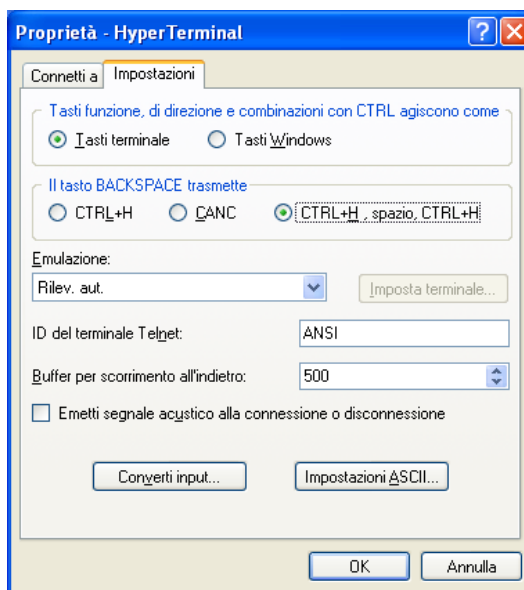 Proprietà - HyperTerminal
Connetti a
Impostazioni
Tasti funzione, di direzione e combinazioni con CTRL agiscono come
Tasti terminale
Tasti Windows
Il tasto BACKSPACE trasmette
CTRL+H
CANC
CTRL+H , spazio, CTRL+H
Emulazione:
Rilev. aut.
Imposta terminale...
ID del terminale Telnet:
ANSI
Buffer per scorrimento all'indietro:
500
Emetti segnale acustico alla connessione o disconnessione
Converti input...
Impostazioni ASCII...
OK
Annulla